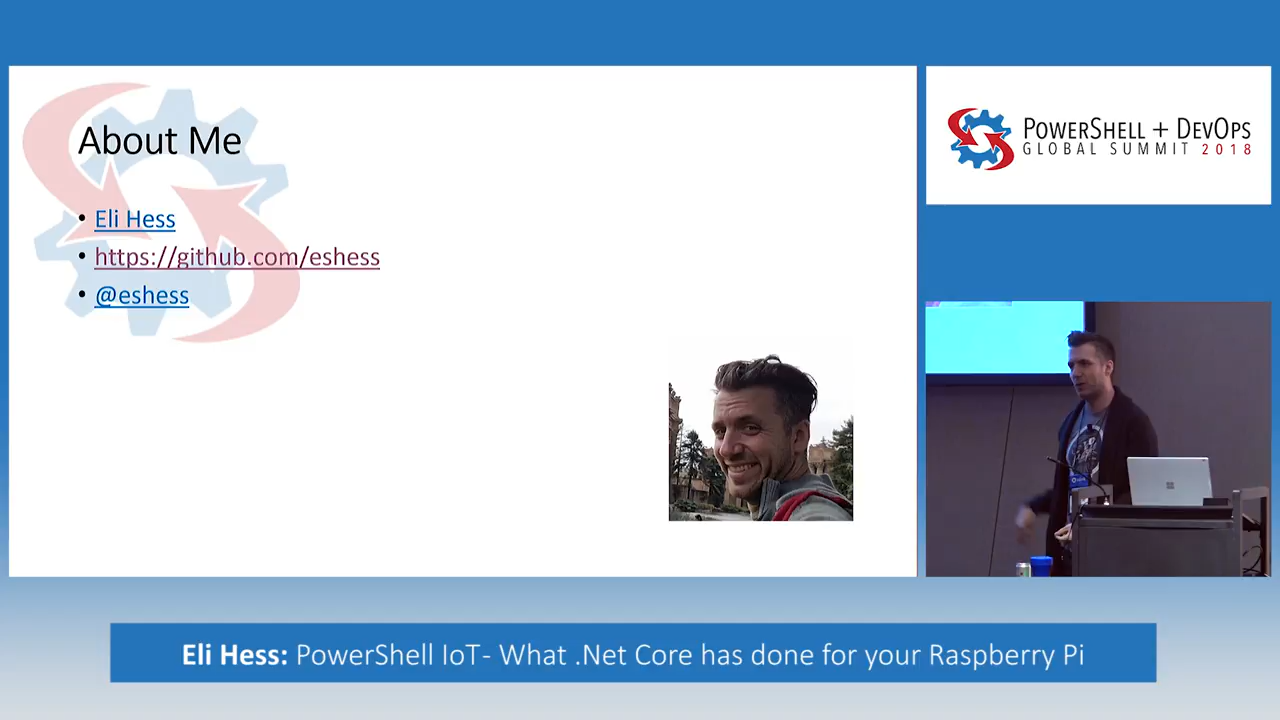 About Me
• Eli Hess
• https://github.com/eshess
• @eshess
POWERSHELL + DEVOPS
GLOBAL SUMMIT 2018
Eli Hess: PowerShell IoT- What .Net Core has done for your Raspberry Pi